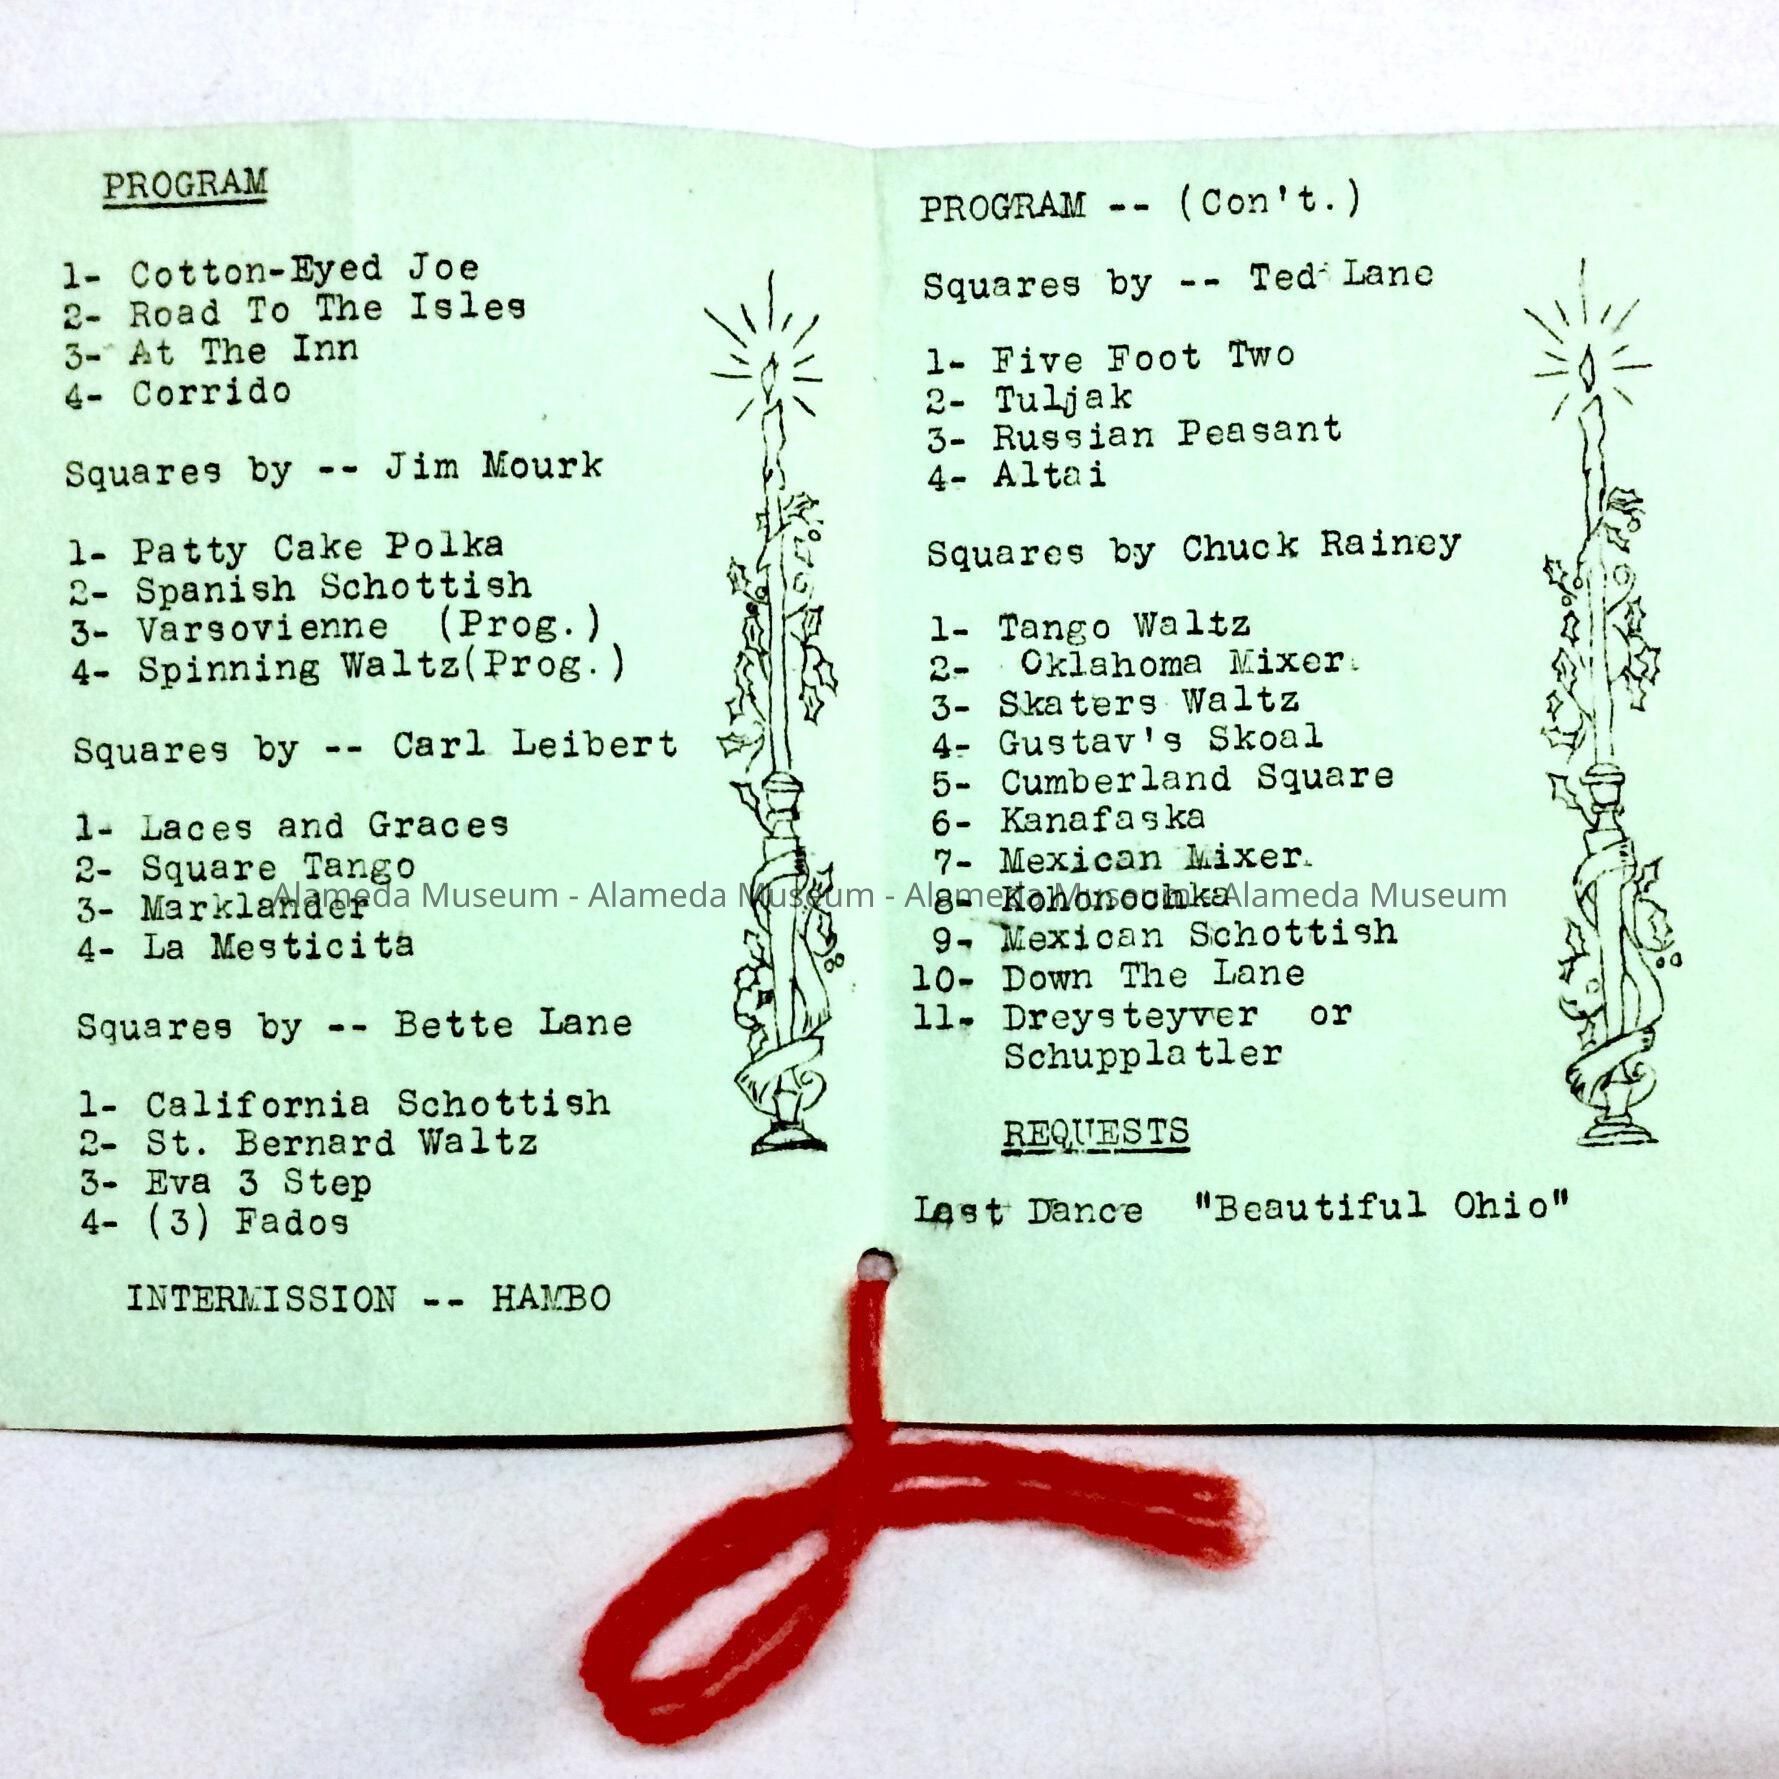 PROGRAM
1- Cotton-Eyed Joe
2- Road To The Isles
3- At The Inn
4- Corrido
Squares by -- Jim Mourk
1- Patty Cake Polka
2- Spanish Schottish
3- Varsovienne (Prog.)
4- Spinning Waltz(Prog.)
Squares by -- Carl Leibert
1- Laces and Graces
2- Square Tango
3- Marklander
4- La Mesticita
Squares by -- Bette Lane
1- California Schottish
2- St. Bernard Waltz
3- Eva 3 Step
4- (3) Fados
INTERMISSION -- HAMBO
PROGRAM -- (Con't.)
Squares by -- Ted Lane
1- Five Foot Two
2- Tuljak
3- Russian Peasant
4- Altai
Squares by Chuck Rainey
1- Tango Waltz
2- Oklahoma Mixer
3- Skaters Waltz
4- Gustav's Skoal
5- Cumberland Square
6- Kanafaska
7- Mexican Mixer
8- Kohonochka
9- Mexican Schottish
10- Down The Lane
11- Dreysteyver or
Schupplatler
REQUESTS
Last Dance "Beautiful Ohio"
Alameda Museum - Alameda Museum - Alameda Museum - Alameda Museum